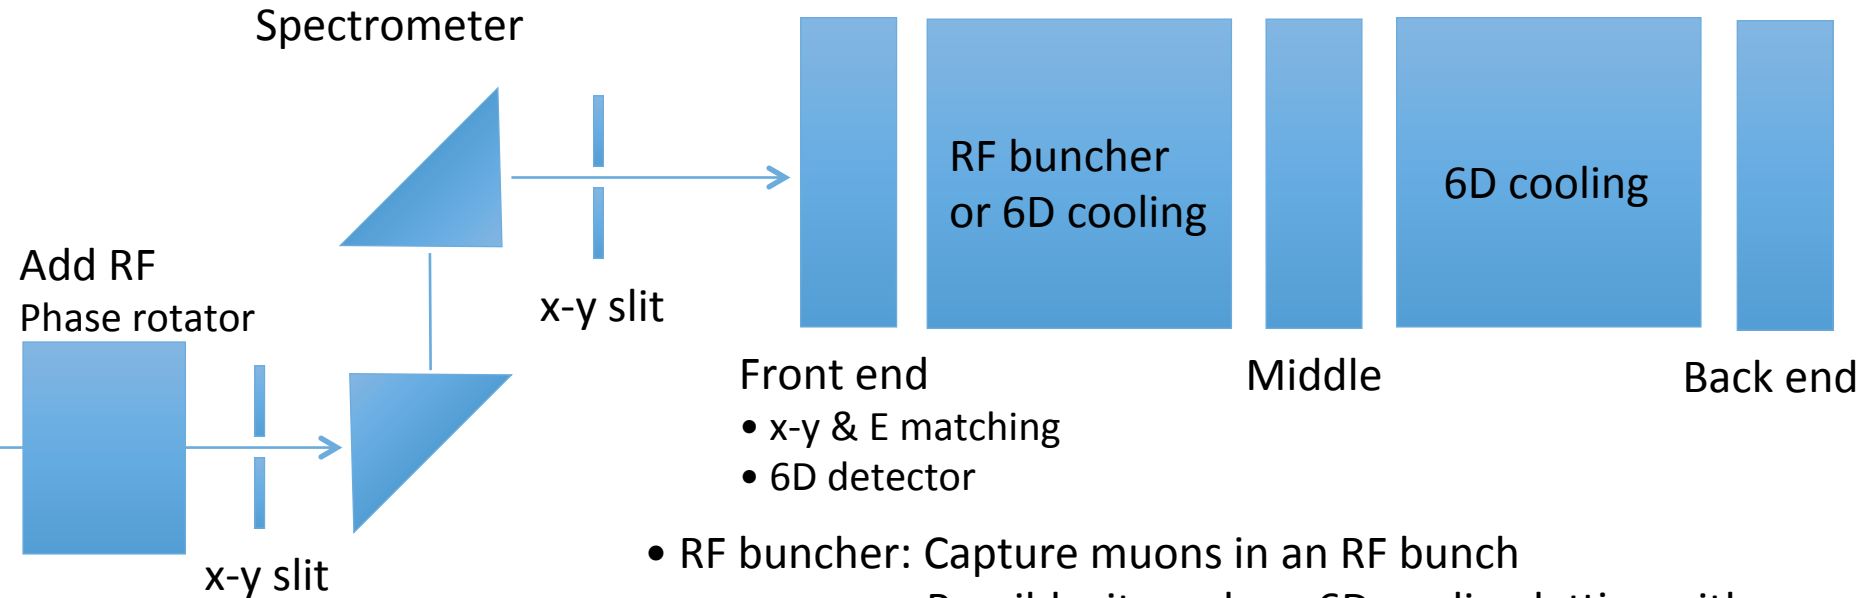 Spectrometer
RF buncher
or 6D cooling
6D cooling
Add RF
Phase rotator
x-y slit
Front end
• x-y & E matching
• 6D detector
Middle
Back end
x-y slit
• RF buncher: Capture muons in an RF bunch